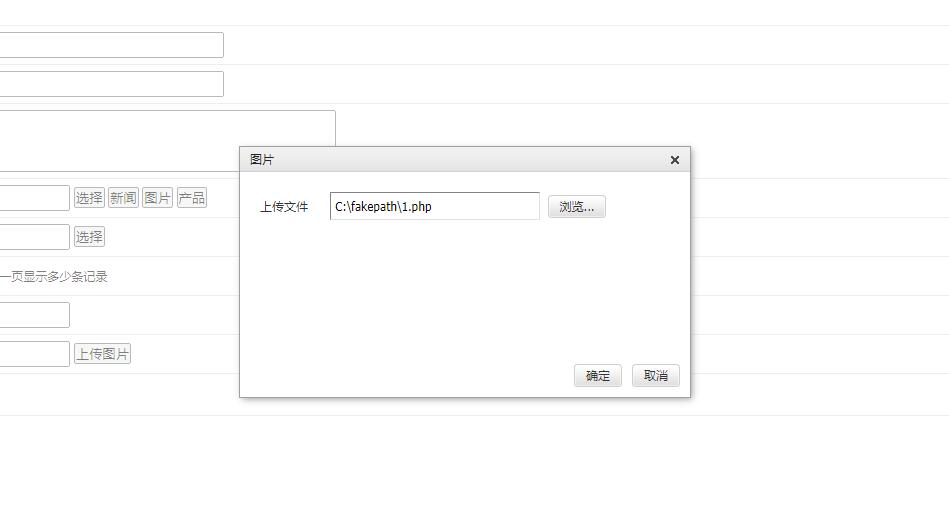 图片
上传文件 C:\fakepath\1.php 浏览...
选择 新闻 图片 产品
选择
一页显示多少条记录
上传图片
确定 取消